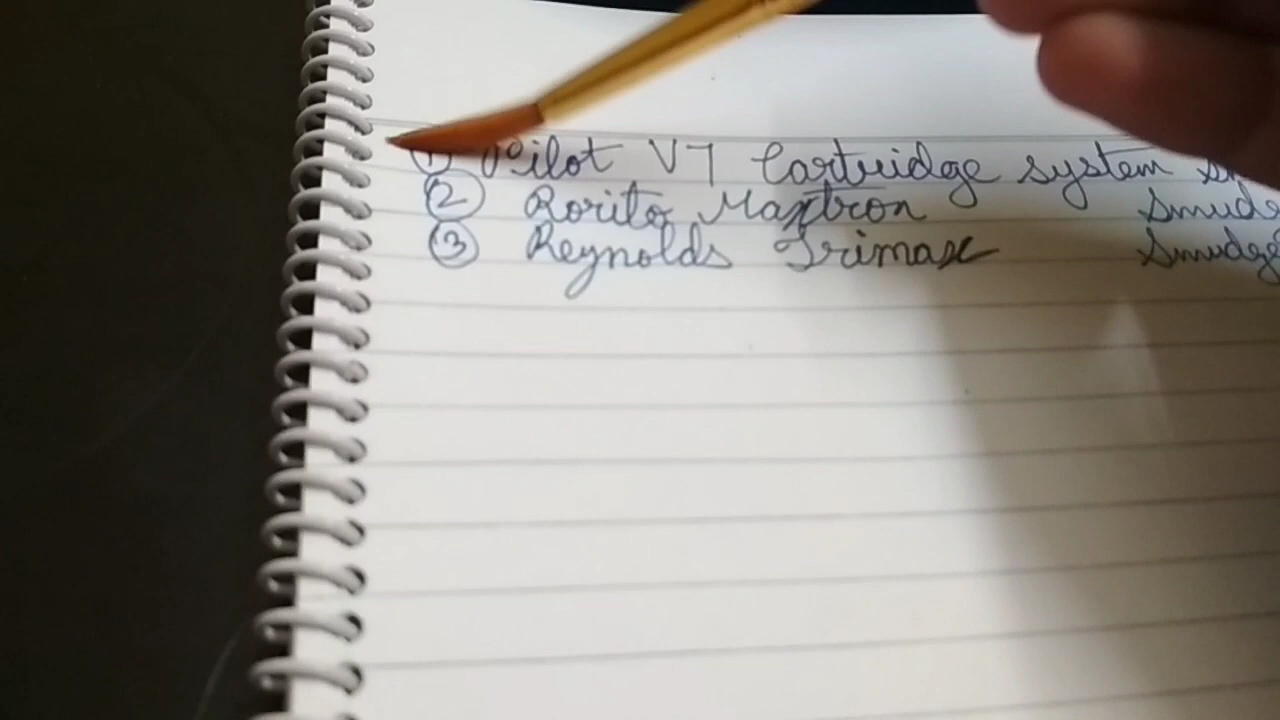 ① Pilot V7 Cartridge system
② Rorito Maxtron Smudge
③ Reynolds Trimax Smudge